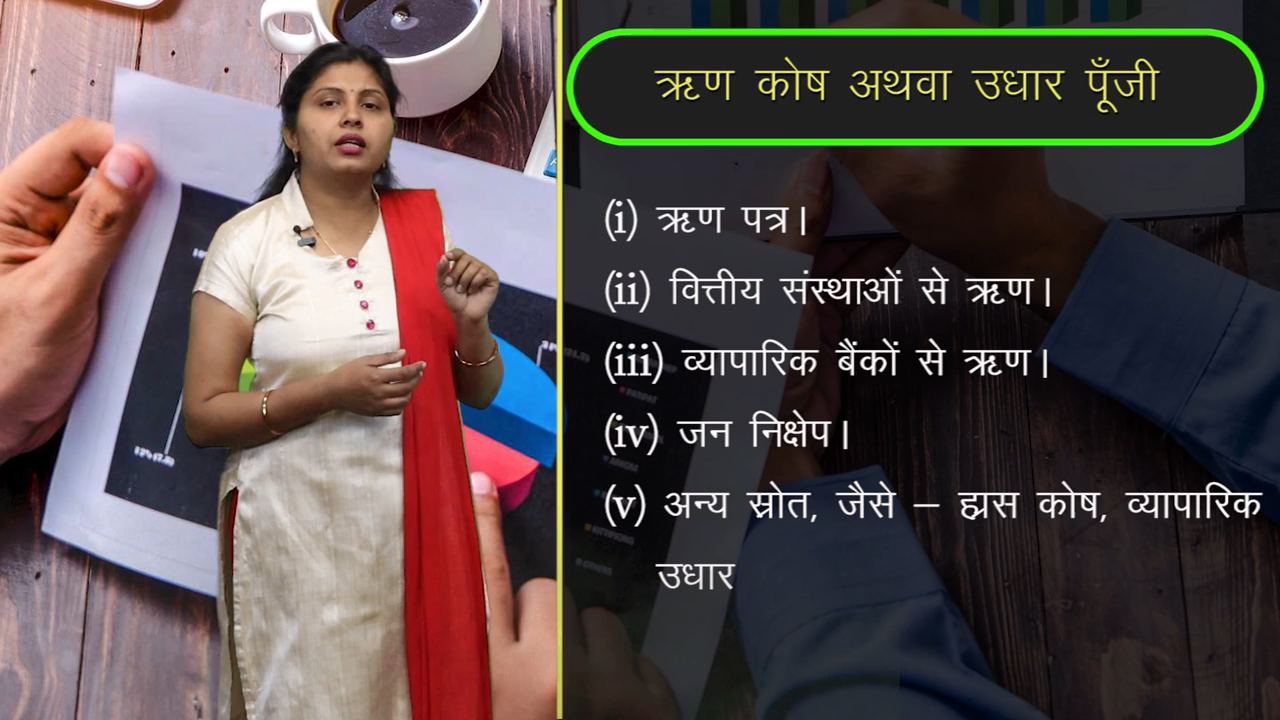 ऋण कोष अथवा उधार पूँजी
(i) ऋण पत्र।
(ii) वित्तीय संस्थाओं से ऋण।
(iii) व्यापारिक बैंकों से ऋण।
(iv) जन निक्षेप।
(v) अन्य स्रोत, जैसे – ह्रास कोष, व्यापारिक
उधार